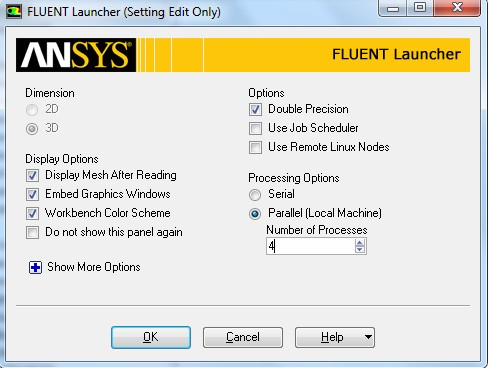 FLUENT Launcher (Setting Edit Only)
ANSYS®
FLUENT Launcher
Dimension
2D
3D
Display Options
Display Mesh After Reading
Embed Graphics Windows
Workbench Color Scheme
Do not show this panel again
Show More Options
Options
Double Precision
Use Job Scheduler
Use Remote Linux Nodes
Processing Options
Serial
Parallel (Local Machine)
Number of Processes
4
OK
Cancel
Help